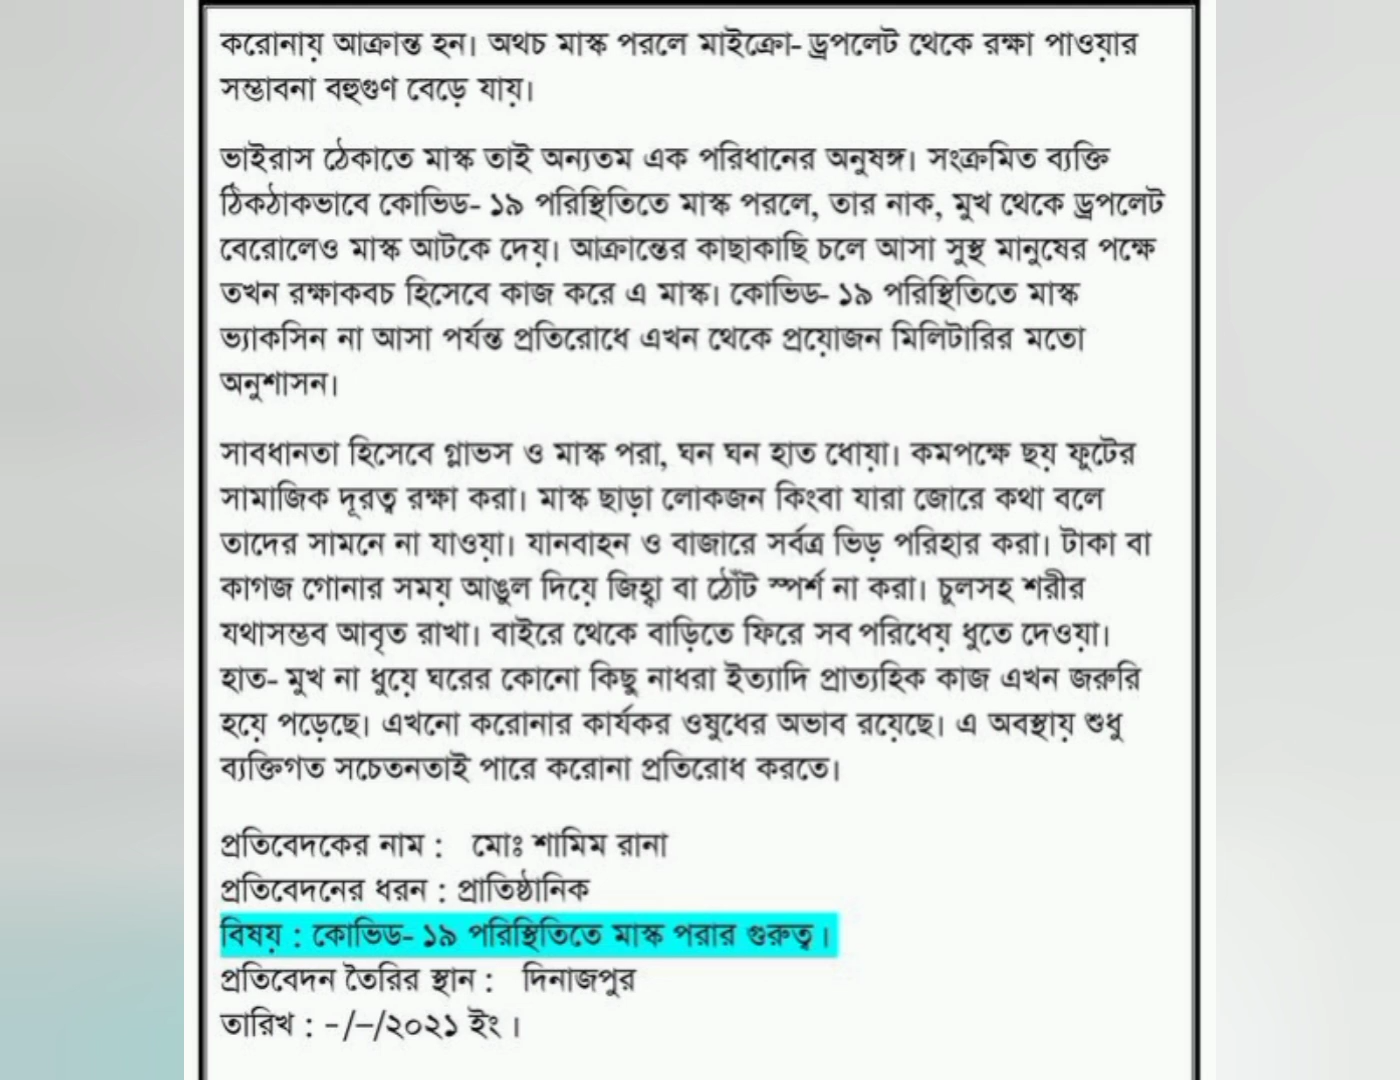 করোনায় আক্রান্ত হন। অথচ মাস্ক পরলে মাইক্রো- ড্রপলেট থেকে রক্ষা পাওয়ার
সম্ভাবনা বহুগুণ বেড়ে যায়।
ভাইরাস ঠেকাতে মাস্ক তাই অন্যতম এক পরিধানের অনুষঙ্গ। সংক্রমিত ব্যক্তি
ঠিকঠাকভাবে কোভিড- ১৯ পরিস্থিতিতে মাস্ক পরলে, তার নাক, মুখ থেকে ড্রপলেট
বেরোলেও মাস্ক আটকে দেয়। আক্রান্তের কাছাকাছি চলে আসা সুস্থ মানুষের পক্ষে
তখন রক্ষাকবচ হিসেবে কাজ করে এ মাস্ক। কোভিড- ১৯ পরিস্থিতিতে মাস্ক
ভ্যাকসিন না আসা পর্যন্ত প্রতিরোধে এখন থেকে প্রয়োজন মিলিটারির মতো
অনুশাসন।
সাবধানতা হিসেবে গ্লাভস ও মাস্ক পরা, ঘন ঘন হাত ধোয়া। কমপক্ষে ছয় ফুটের
সামাজিক দূরত্ব রক্ষা করা। মাস্ক ছাড়া লোকজন কিংবা যারা জোরে কথা বলে
তাদের সামনে না যাওয়া। যানবাহন ও বাজারে সর্বত্র ভিড় পরিহার করা। টাকা বা
কাগজ গোনার সময় আঙুল দিয়ে জিহ্বা বা ঠোঁট স্পর্শ না করা। চুলসহ শরীর
যথাসম্ভব আবৃত রাখা। বাইরে থেকে বাড়িতে ফিরে সব পরিধেয় ধুতে দেওয়া।
হাত- মুখ না ধুয়ে ঘরের কোনো কিছু নাধরা ইত্যাদি প্রাত্যহিক কাজ এখন জরুরি
হয়ে পড়েছে। এখনো করোনার কার্যকর ওষুধের অভাব রয়েছে। এ অবস্থায় শুধু
ব্যক্তিগত সচেতনতাই পারে করোনা প্রতিরোধ করতে।
প্রতিবেদকের নাম : মোঃ শামিম রানা
প্রতিবেদনের ধরন : প্রাতিষ্ঠানিক
বিষয় : কোভিড- ১৯ পরিস্থিতিতে মাস্ক পরার গুরুত্ব।
প্রতিবেদন তৈরির স্থান : দিনাজপুর
তারিখ : -/-/২০২১ ইং।